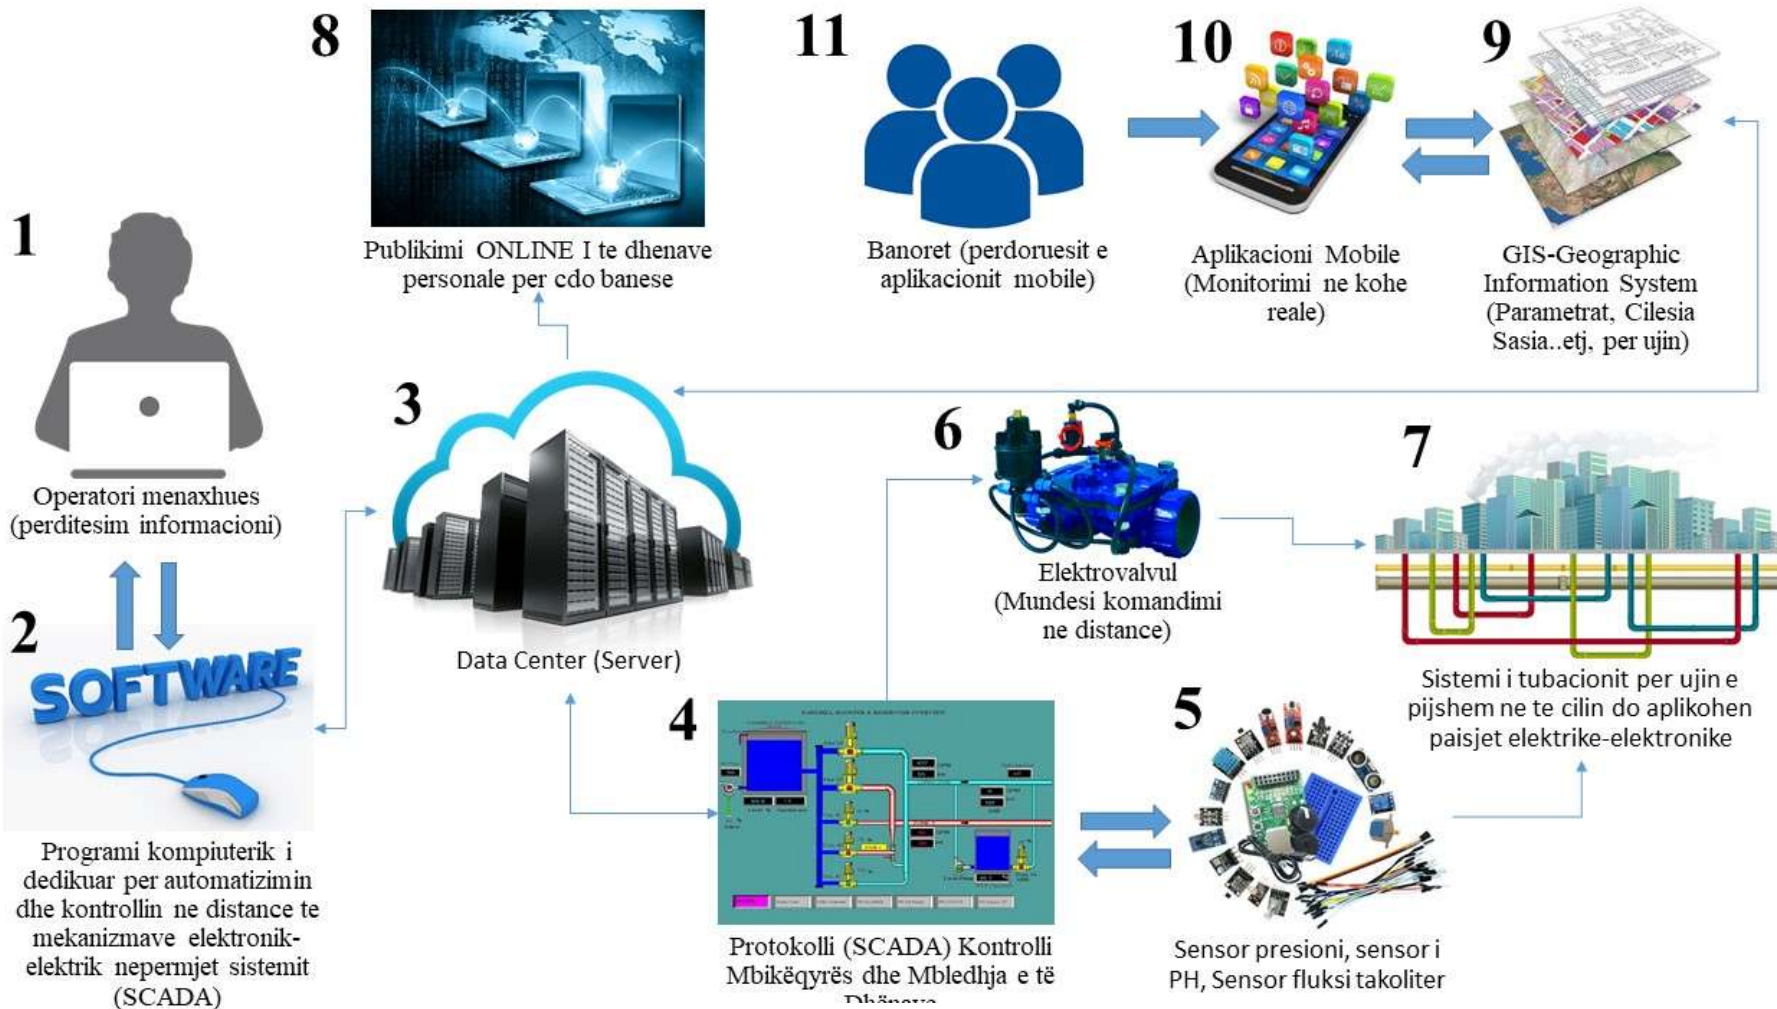 8
Publikimi ONLINE I te dhenave
personale per cdo banese
11
Banoret (perdoruesit e
aplikacionit mobile)
10
Aplikacioni Mobile
(Monitorimi ne kohe
reale)
9
GIS-Geographic
Information System
(Parametrat, Cilesia
Sasia..etj, per ujin)
1
Operatori menaxhues
(perditesim informacioni)
2
SOFTWARE
Programi kompiuterik i
dedikuar per automatizimin
dhe kontrollin ne distance te
mekanizmave elektronik-
elektrik nepermjet sistemit
(SCADA)
3
Data Center (Server)
6
Elektrovalvul
(Mundesi komandimi
ne distance)
7
Sistemi i tubacionit per ujin e
pijshem ne te cilin do aplikohen
paisjet elektrike-elektronike
4
Protokolli (SCADA) Kontrolli
Mbikëqyrës dhe Mbledhja e të
Dhënave
5
Sensor presioni, sensor i
PH, Sensor fluksi takoliter